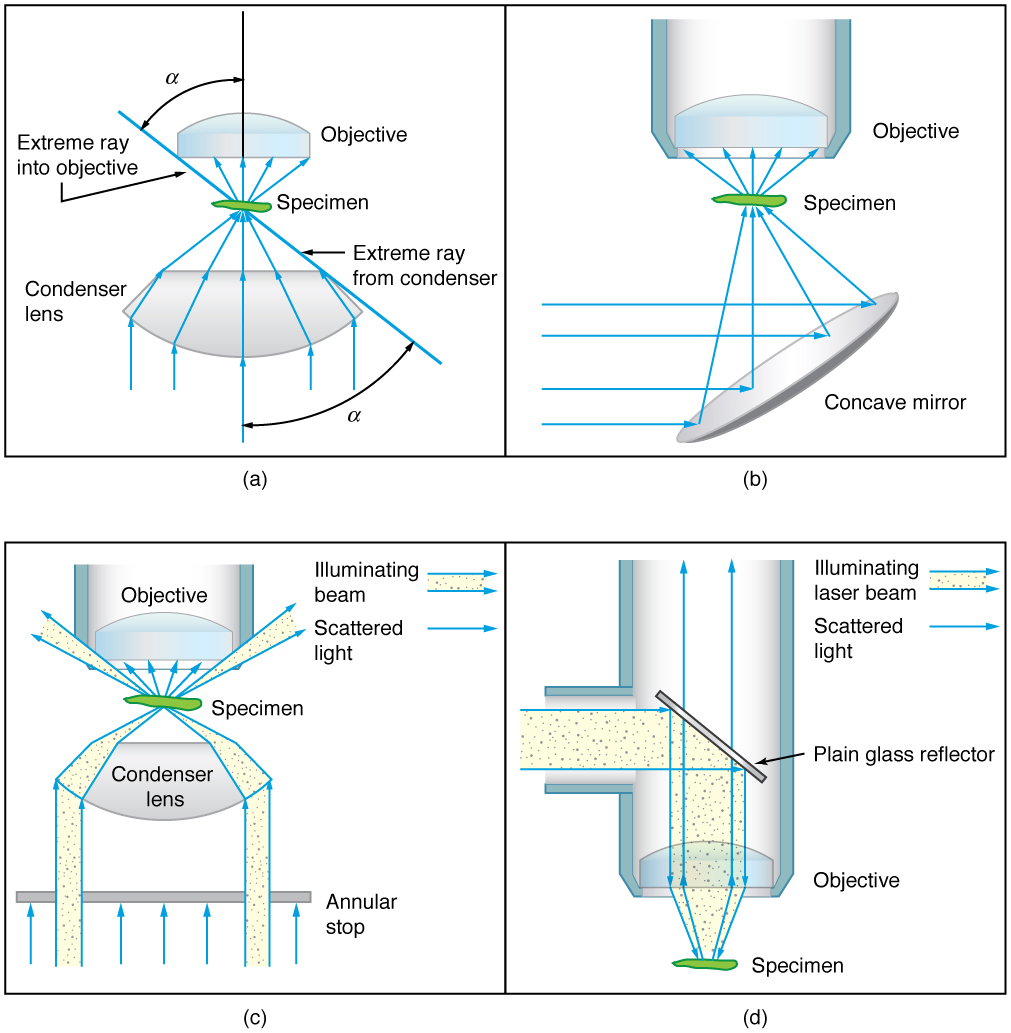 α
Extreme ray
into objective
Objective
Specimen
Extreme ray
from condenser
Condenser
lens
α
(a)
Objective
Specimen
Concave mirror
(b)
Illuminating
beam
Objective
Scattered
light
Specimen
Condenser
lens
Annular
stop
(c)
Illuminating
laser beam
Scattered
light
Plain glass reflector
Objective
Specimen
(d)